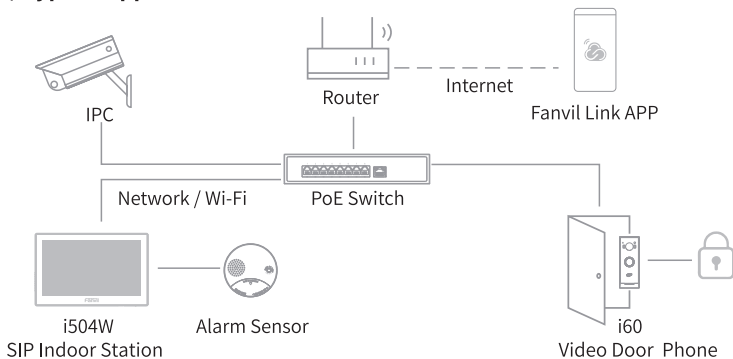 Router
Internet
Fanvil Link APP
IPC
Network / Wi-Fi
PoE Switch
i504W
SIP Indoor Station
Alarm Sensor
i60
Video Door Phone